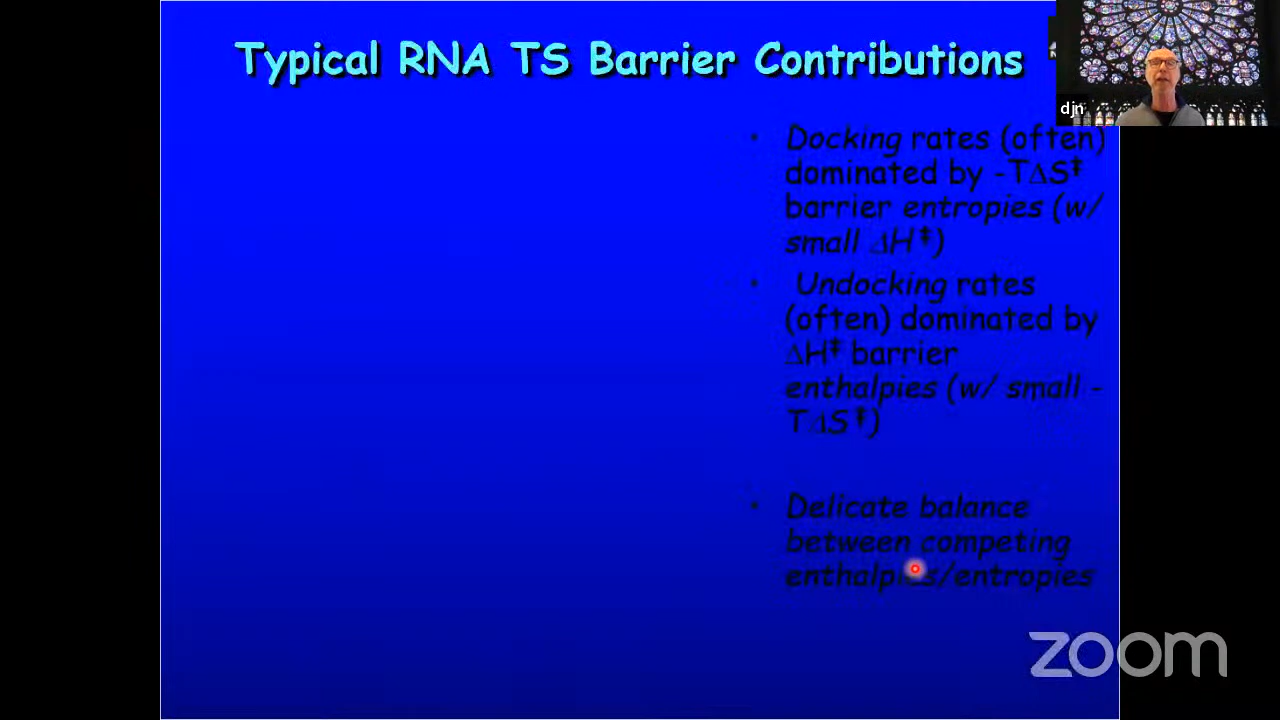 Typical RNA TS Barrier Contributions
djn
• Docking rates (often)
dominated by -TΔS‡
barrier entropies (w/
small ΔH‡)
• Undocking rates
(often) dominated by
ΔH‡ barrier
enthalpies (w/ small -
TΔS‡)
• Delicate balance
between competing
enthalpies/entropies
zoom